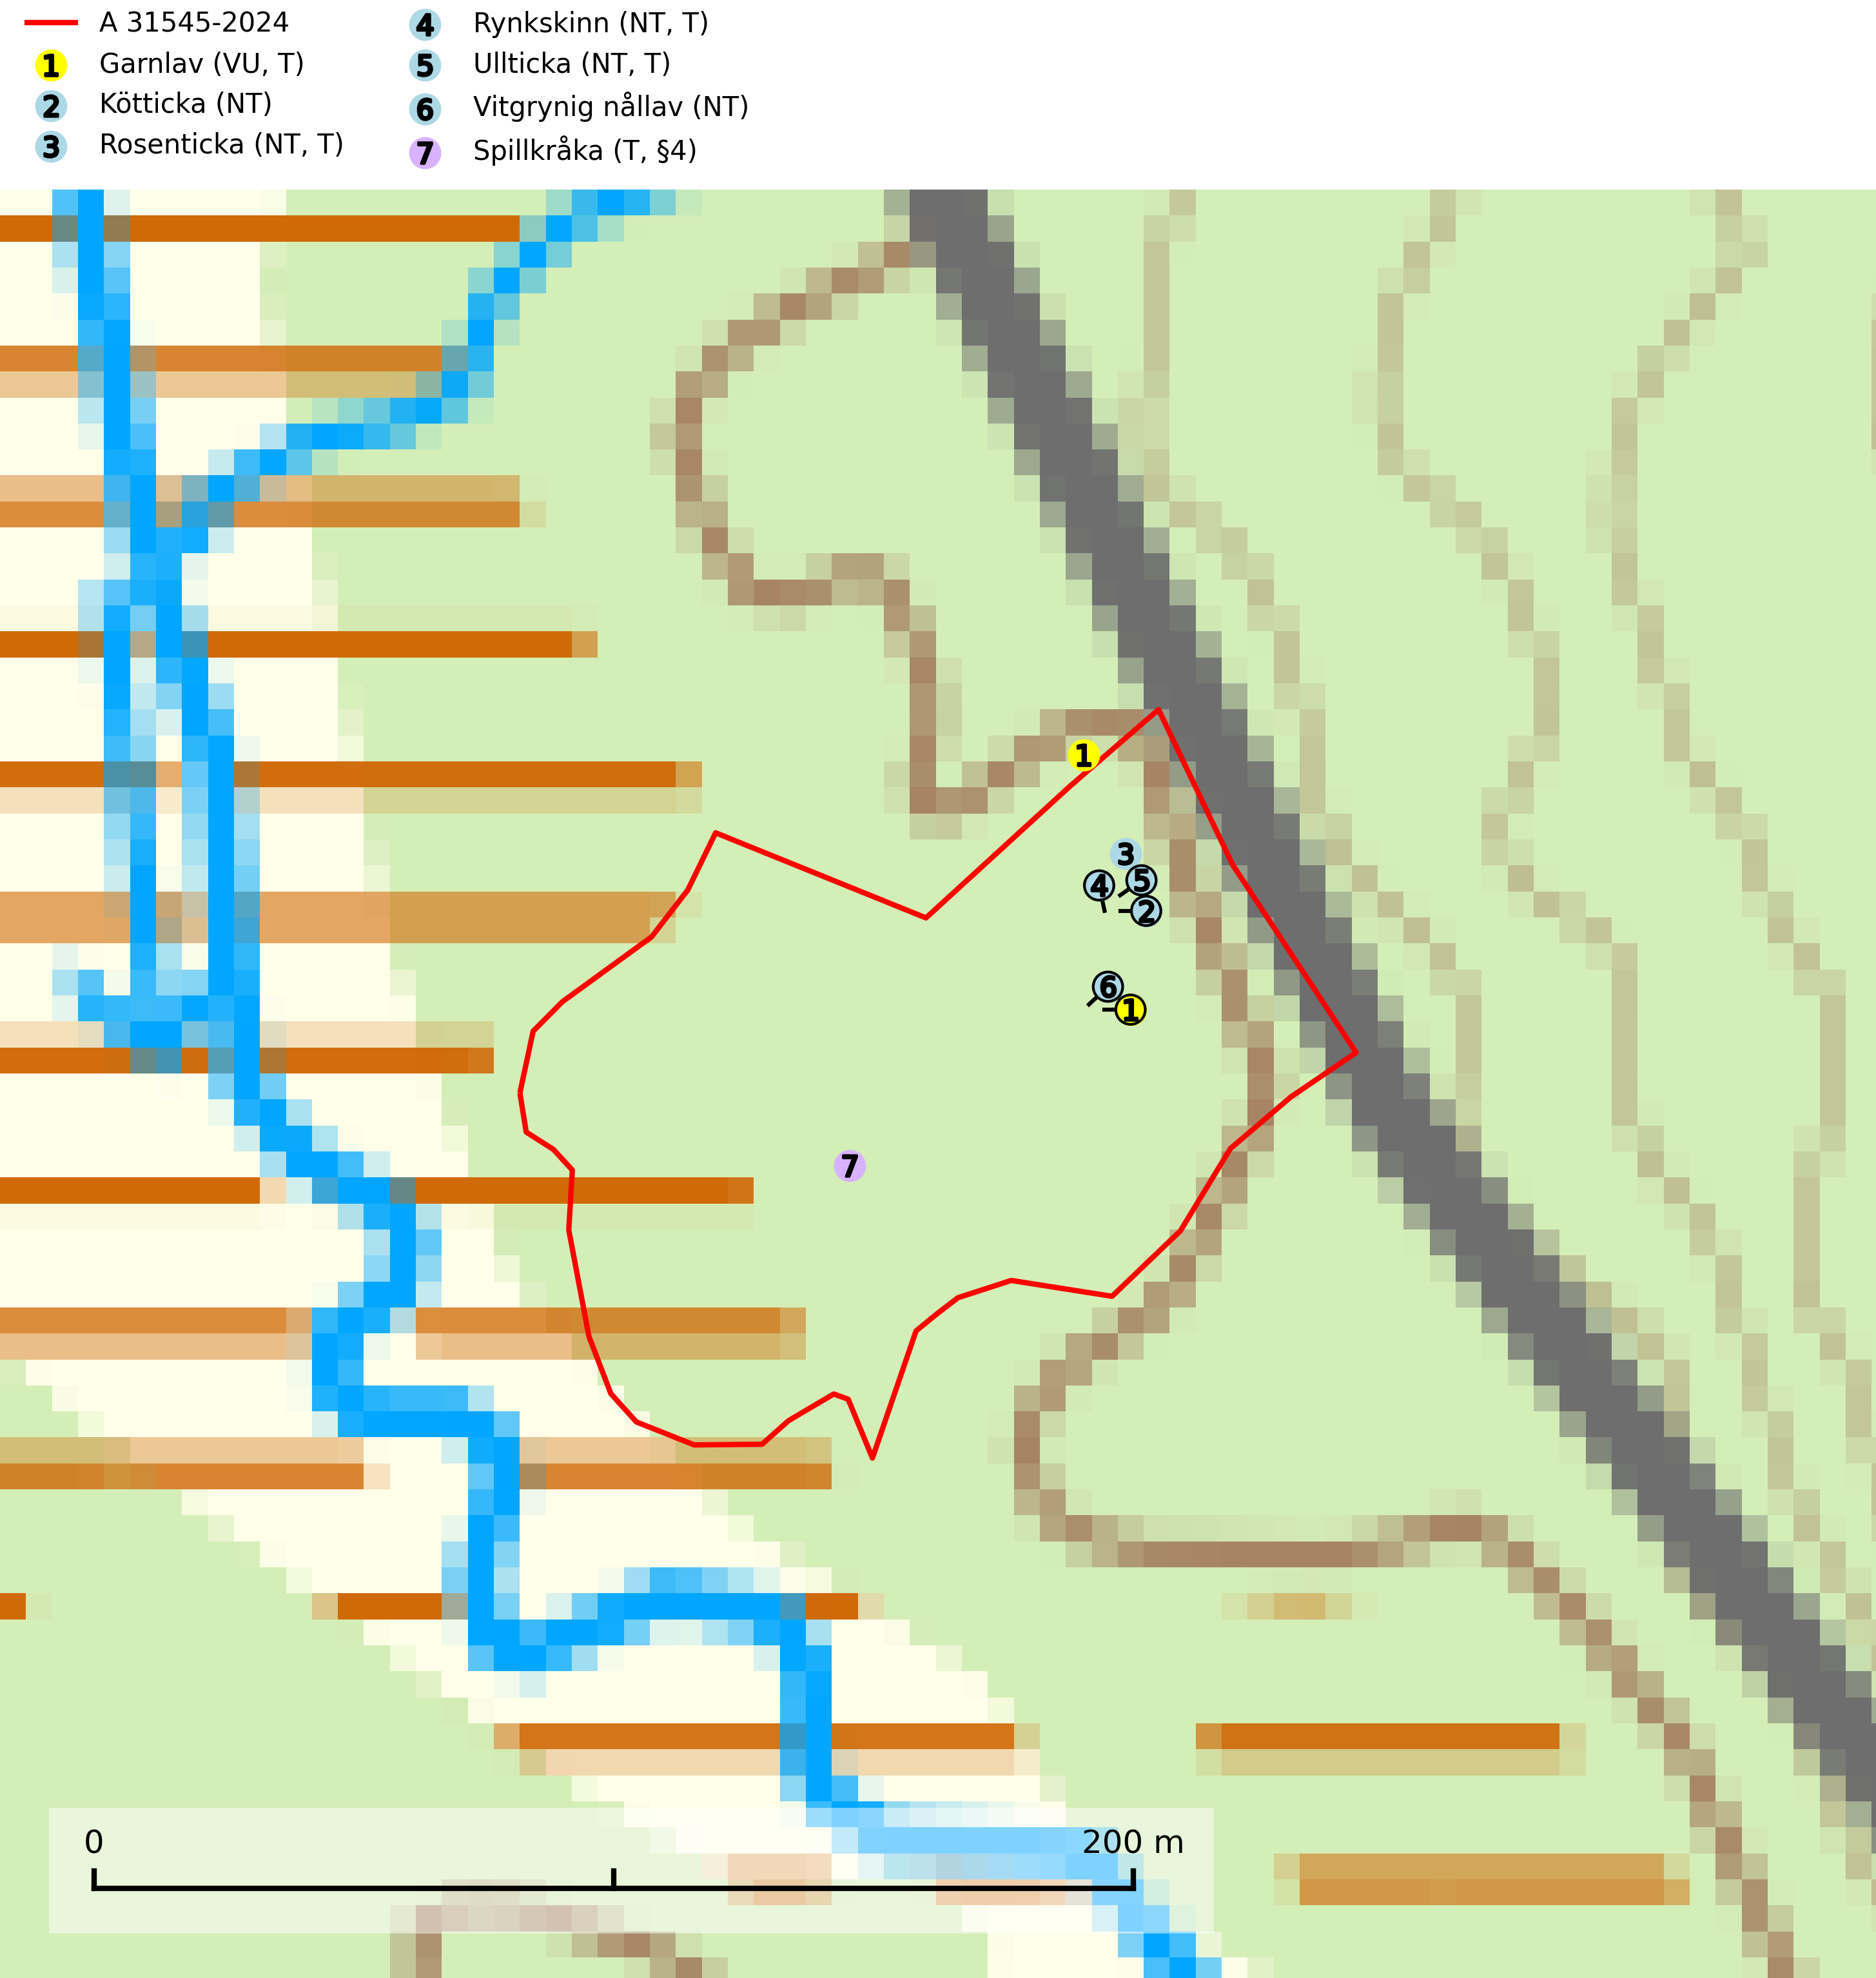 A 31545-2024
1 Garnlav (VU, T)
2 Kötticka (NT)
3 Rosenticka (NT, T)
4 Rynkskinn (NT, T)
5 Ullticka (NT, T)
6 Vitgrynig nållav (NT)
7 Spillkråka (T, §4)
1
3
4 5
2
6
1
7
0 200 m